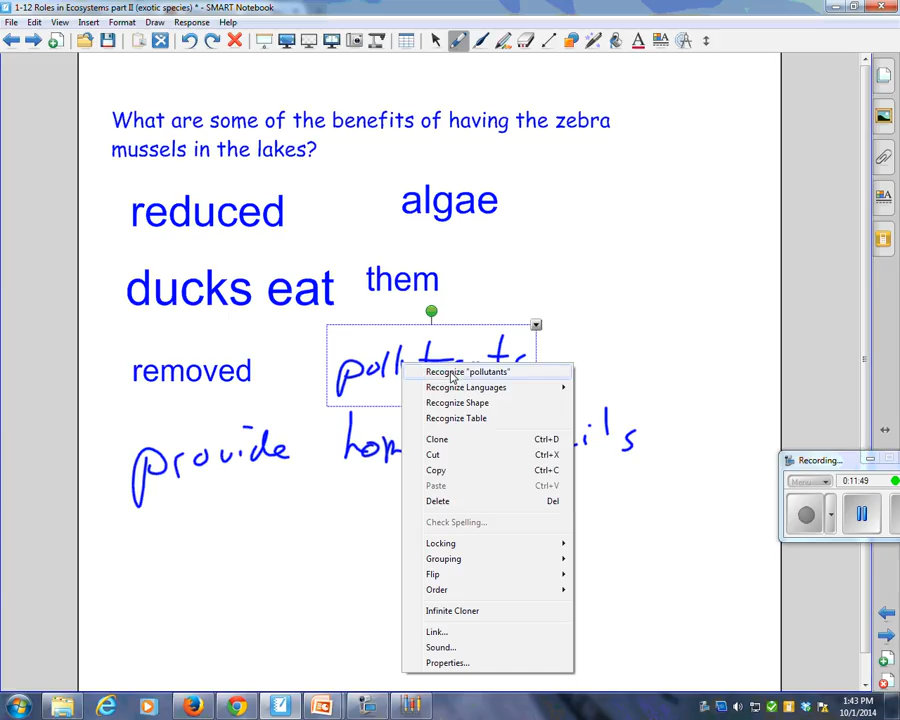 1-12 Roles in Ecosystems part II (exotic species) * - SMART Notebook
File Edit View Insert Format Draw Response Help
What are some of the benefits of having the zebra
mussels in the lakes?
reduced algae
ducks eat them
removed
provide
Recognize "pollutants"
Recognize Languages
Recognize Shape
Recognize Table
Clone Ctrl+D
Cut Ctrl+X
Copy Ctrl+C
Paste Ctrl+V
Delete Del
Check Spelling...
Locking
Grouping
Flip
Order
Infinite Cloner
Link...
Sound...
Properties...
Recording...
Menu 0:11:49
1:43 PM
10/1/2014